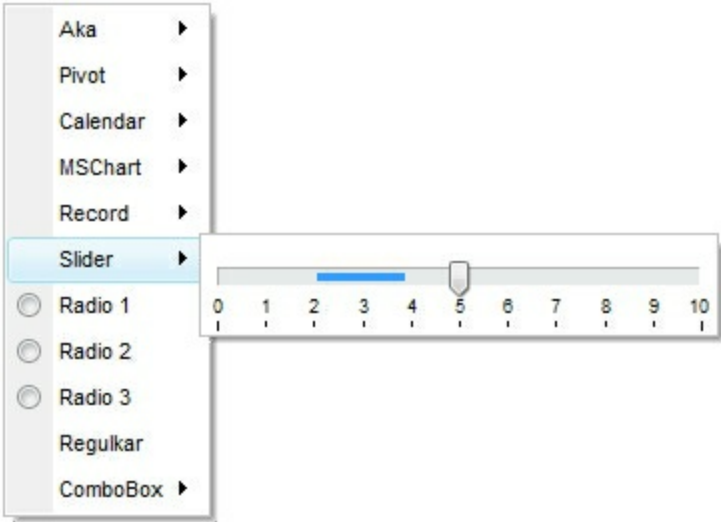 Aka
Pivot
Calendar
MSChart
Record
Slider
0 1 2 3 4 5 6 7 8 9 10
Radio 1
Radio 2
Radio 3
Regulkar
ComboBox